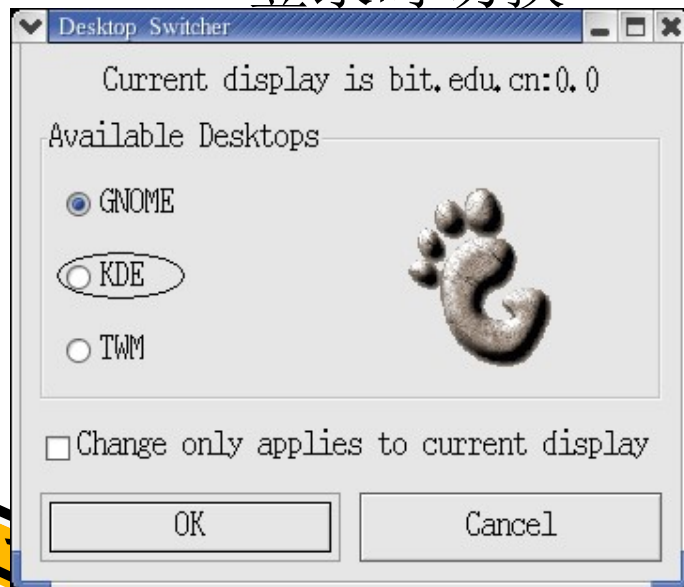 Desktop Switcher
Current display is bit.edu.cn:0.0
Available Desktops
GNOME
KDE
TWM
Change only applies to current display
OK
Cancel